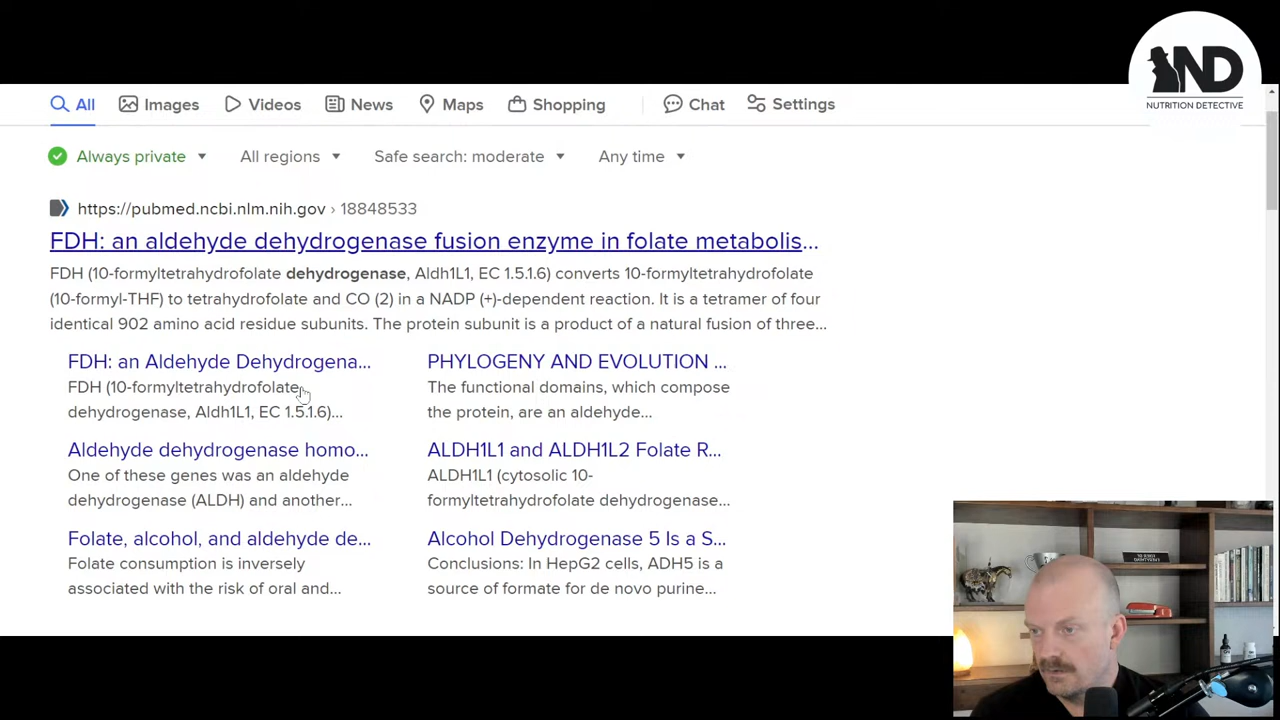 ND
NUTRITION DETECTIVE
All Images Videos News Maps Shopping Chat Settings
Always private All regions Safe search: moderate Any time
https://pubmed.ncbi.nlm.nih.gov › 18848533
FDH: an aldehyde dehydrogenase fusion enzyme in folate metabolis...
FDH (10-formyltetrahydrofolate dehydrogenase, Aldh1L1, EC 1.5.1.6) converts 10-formyltetrahydrofolate
(10-formyl-THF) to tetrahydrofolate and CO (2) in a NADP (+)-dependent reaction. It is a tetramer of four
identical 902 amino acid residue subunits. The protein subunit is a product of a natural fusion of three...
FDH: an Aldehyde Dehydrogena...
FDH (10-formyltetrahydrofolate
dehydrogenase, Aldh1L1, EC 1.5.1.6)...
PHYLOGENY AND EVOLUTION ...
The functional domains, which compose
the protein, are an aldehyde...
Aldehyde dehydrogenase homo...
One of these genes was an aldehyde
dehydrogenase (ALDH) and another...
ALDH1L1 and ALDH1L2 Folate R...
ALDH1L1 (cytosolic 10-
formyltetrahydrofolate dehydrogenase...
Folate, alcohol, and aldehyde de...
Folate consumption is inversely
associated with the risk of oral and...
Alcohol Dehydrogenase 5 Is a S...
Conclusions: In HepG2 cells, ADH5 is a
source of formate for de novo purine...